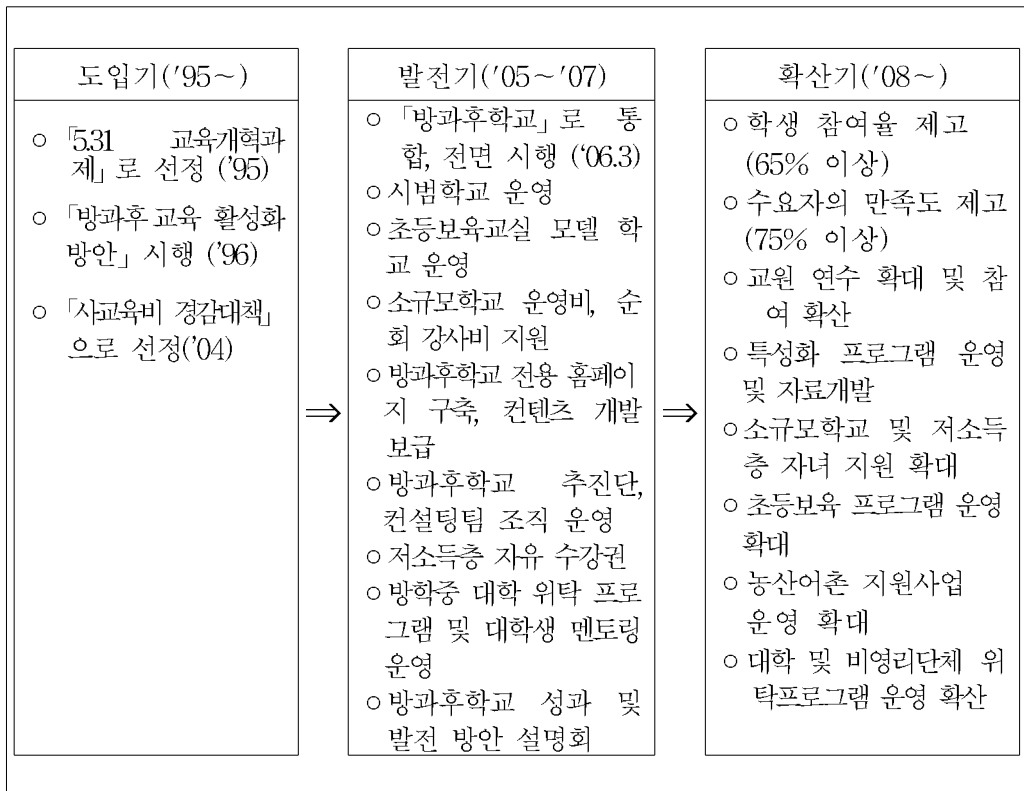 도입기('95～)
○ 「5.31 교육개혁과
제」로 선정 ('95)
○ 「방과후 교육 활성화
방안」 시행 ('96)
○ 「사교육비 경감대책」
으로 선정('04)
⇒
발전기('05～'07)
○ 「방과후학교」로 통
합, 전면 시행 (‘06.3)
○ 시범학교 운영
○ 초등보육교실 모델 학
교 운영
○ 소규모학교 운영비, 순
회 강사비 지원
○ 방과후학교 전용 홈페이
지 구축, 컨텐츠 개발
보급
○ 방과후학교 추진단,
컨설팅팀 조직 운영
○ 저소득층 자유 수강권
○ 방학중 대학 위탁 프로
그램 및 대학생 멘토링
운영
○ 방과후학교 성과 및
발전 방안 설명회
⇒
확산기('08～)
○ 학생 참여율 제고
(65% 이상)
○ 수요자의 만족도 제고
(75% 이상)
○ 교원 연수 확대 및 참
여 확산
○ 특성화 프로그램 운영
및 자료개발
○ 소규모학교 및 저소득
층 자녀 지원 확대
○ 초등보육 프로그램 운영
확대
○ 농산어촌 지원사업
운영 확대
○ 대학 및 비영리단체 위
탁프로그램 운영 확산